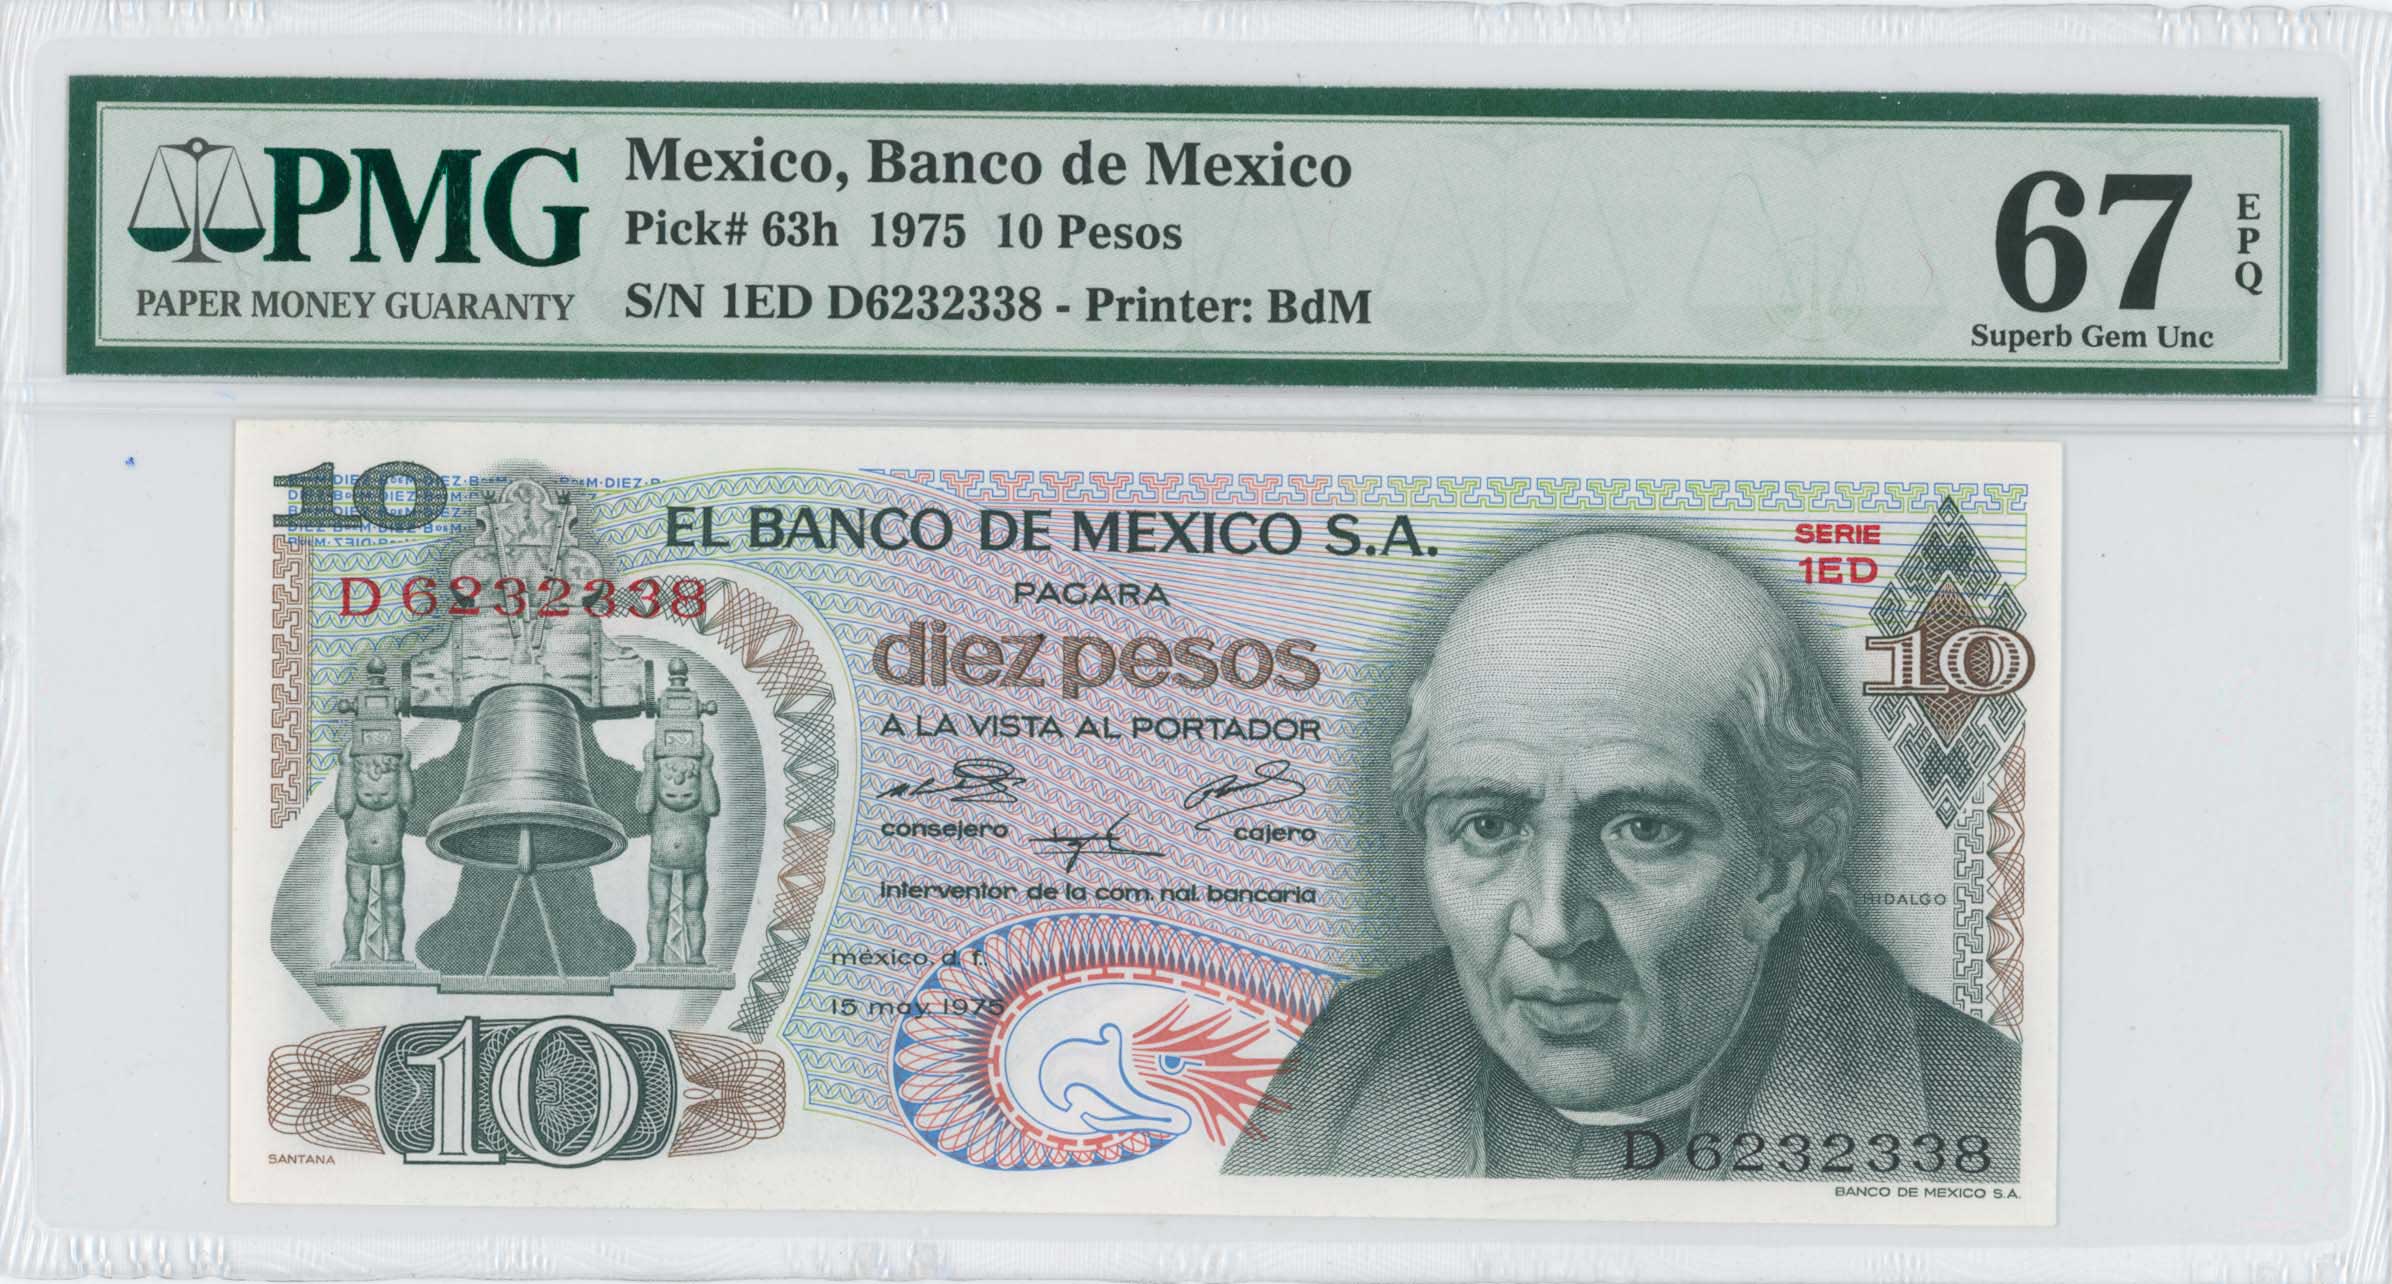 PMG
PAPER MONEY GUARANTY
Mexico, Banco de Mexico
Pick# 63h 1975 10 Pesos
S/N 1ED D6232338 - Printer: BdM
67
EPQ
Superb Gem Unc
10
EL BANCO DE MEXICO S.A.
SERIE
1ED
D6232338
PAGARA
diez pesos
10
A LA VISTA AL PORTADOR
consejero
cajero
interventor de la com. nal. bancaria
HIDALGO
méxico, d. f.,
15 may. 1975
10
D6232338
SANTANA
BANCO DE MEXICO S.A.